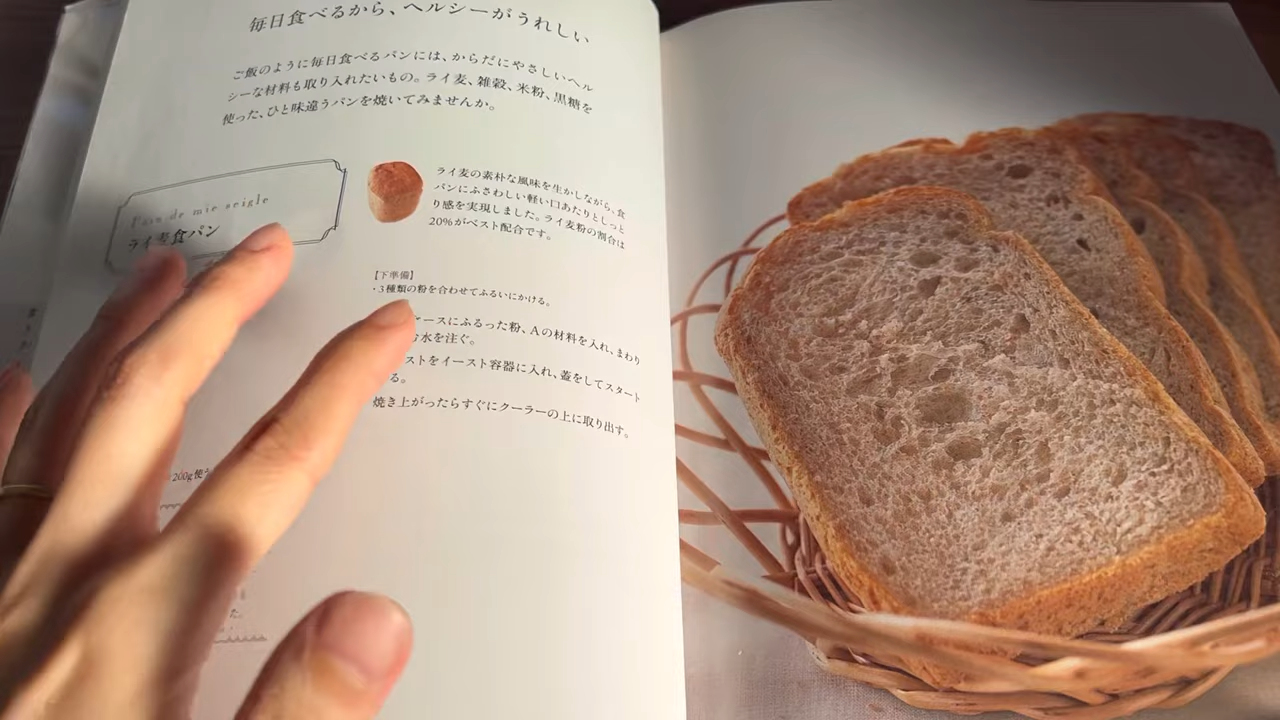 毎日食べるから、ヘルシーがうれしい
ご飯のように毎日食べるパンには、からだにやさしいヘル
シーな材料も取り入れたいもの。ライ麦、雑穀、米粉、黒糖を
使った、ひと味違うパンを焼いてみませんか。
Pain de mie seigle
ライ麦食パン
ライ麦の素朴な風味を生かしながら、食
パンにふさわしい軽い口あたりとしっと
り感を実現しました。ライ麦粉の割合は
20%がベスト配合です。
【下準備】
・3種類の粉を合わせてふるいにかける。
ースにふるった粉、Aの材料を入れ、まわり
水を注ぐ。
ストをイースト容器に入れ、蓋をしてスタート
る。
焼き上がったらすぐにクーラーの上に取り出す。
200g使
た。